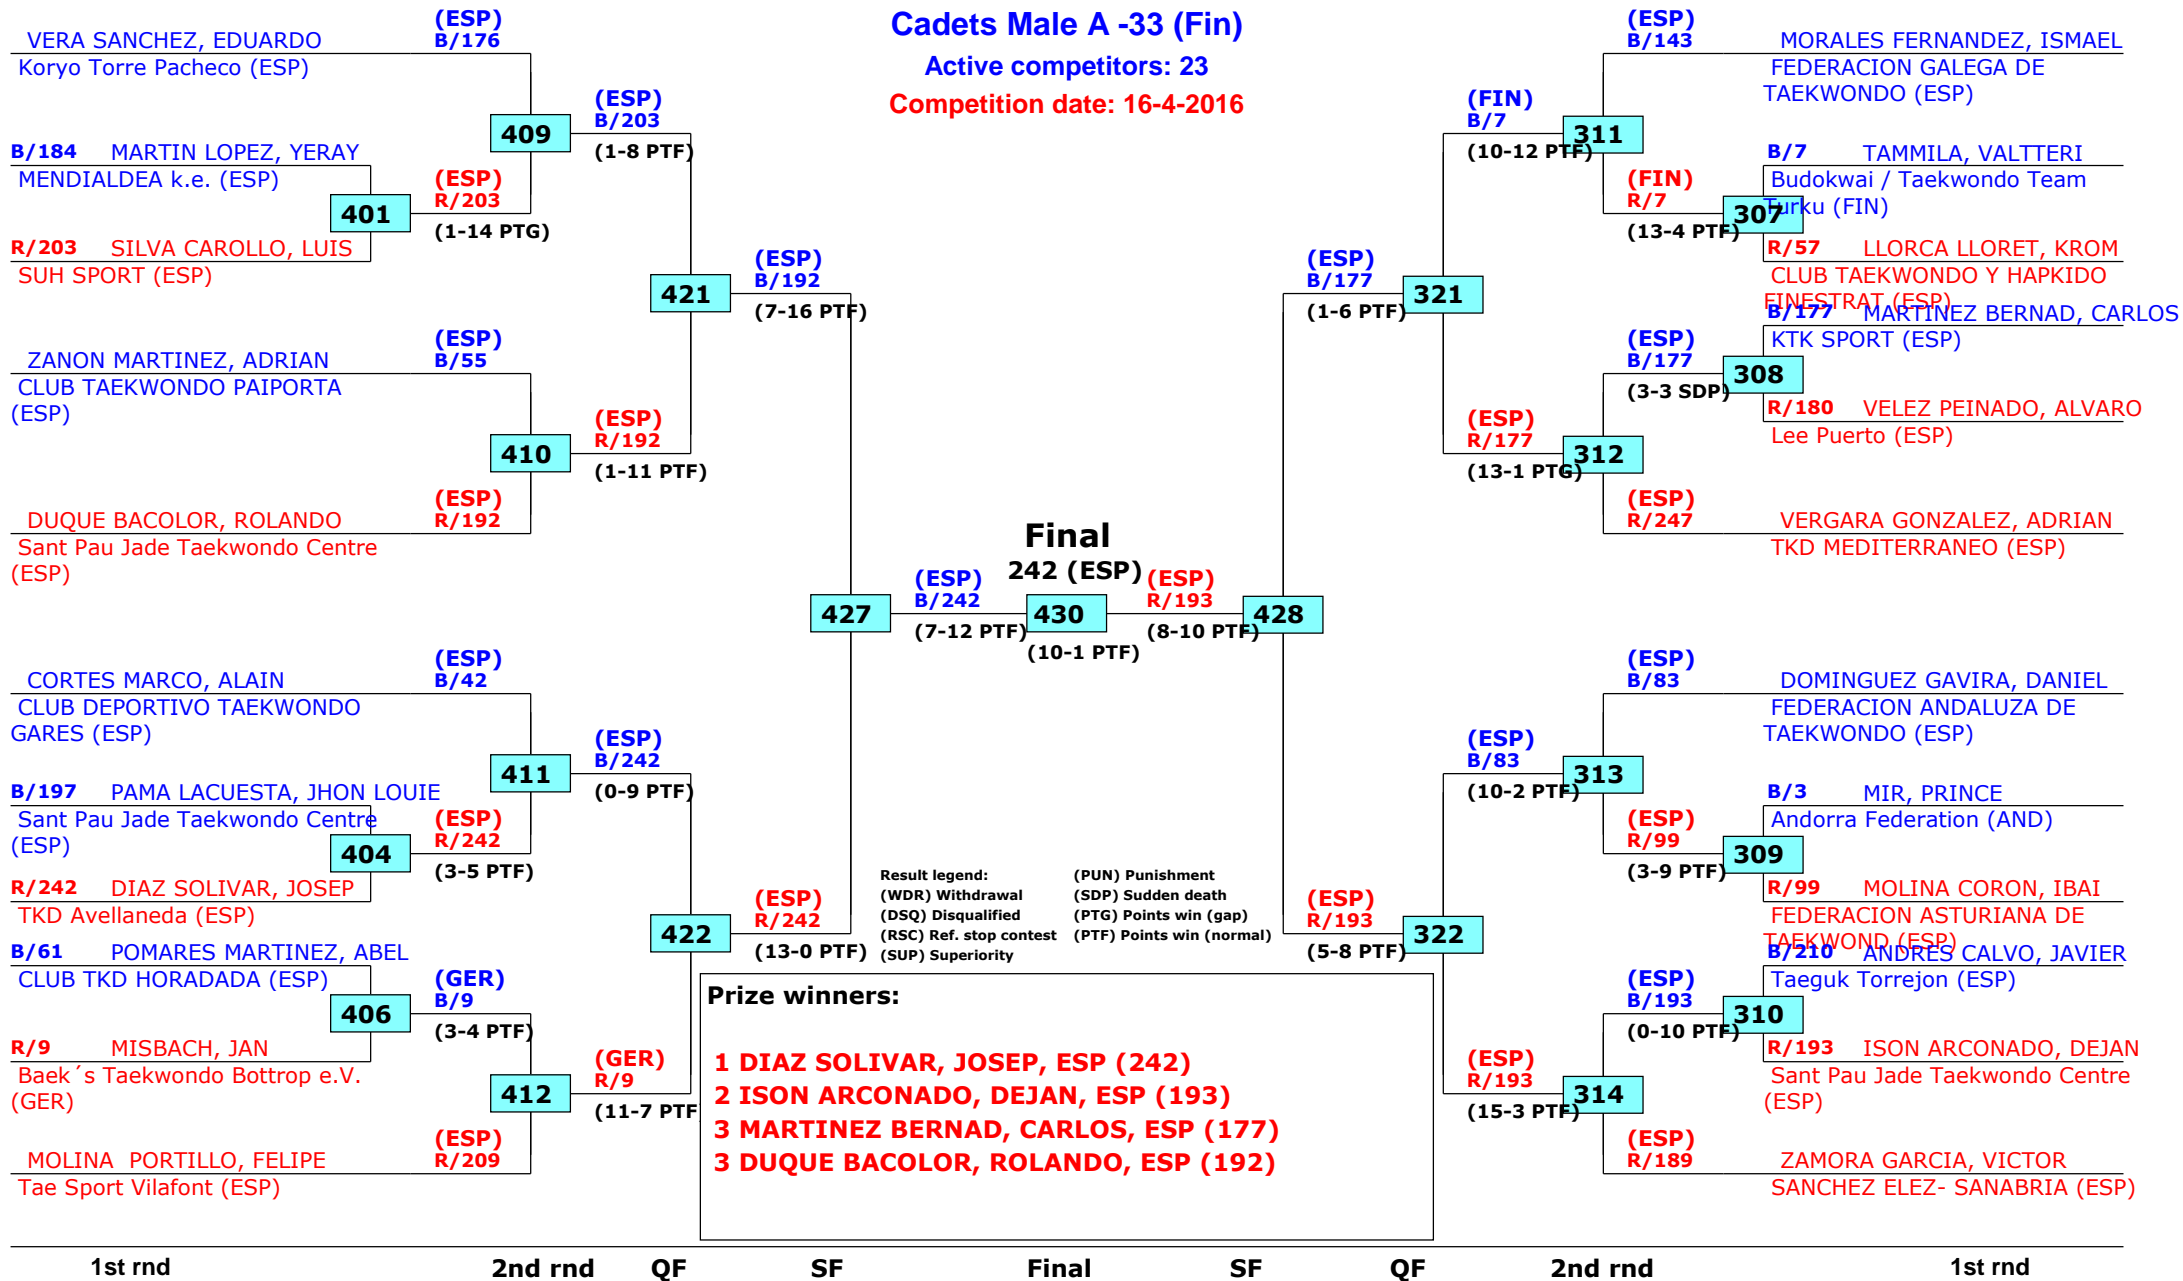 Cadets Male A -33 (Fin)
Active competitors: 23
Competition date: 16-4-2016
(ESP)
VERA SANCHEZ, EDUARDO B/176
Koryo Torre Pacheco (ESP)
(ESP)
B/203
409
(1-8 PTF)
B/184 MARTIN LOPEZ, YERAY
MENDIALDEA k.e. (ESP)
(ESP)
R/203
401
(1-14 PTG)
R/203 SILVA CAROLLO, LUIS
SUH SPORT (ESP)
(ESP)
B/192
421
(7-16 PTF)
(ESP)
ZANON MARTINEZ, ADRIAN B/55
CLUB TAEKWONDO PAIPORTA
(ESP)
(ESP)
R/192
410
(1-11 PTF)
(ESP)
DUQUE BACOLOR, ROLANDO R/192
Sant Pau Jade Taekwondo Centre
(ESP)
Final
242 (ESP)
(ESP)
B/242
427
(7-12 PTF)
430
(10-1 PTF)
(ESP)
R/193
428
(8-10 PTF)
(ESP)
CORTES MARCO, ALAIN B/42
CLUB DEPORTIVO TAEKWONDO
GARES (ESP)
(ESP)
B/242
411
(0-9 PTF)
B/197 PAMA LACUESTA, JHON LOUIE
Sant Pau Jade Taekwondo Centre
(ESP)
(ESP)
R/242
404
(3-5 PTF)
R/242 DIAZ SOLIVAR, JOSEP
TKD Avellaneda (ESP)
(ESP)
R/242
422
(13-0 PTF)
B/61 POMARES MARTINEZ, ABEL
CLUB TKD HORADADA (ESP)
(GER)
B/9
406
(3-4 PTF)
R/9 MISBACH, JAN
Baek´s Taekwondo Bottrop e.V.
(GER)
(GER)
R/9
412
(11-7 PTF
(ESP)
MOLINA PORTILLO, FELIPE R/209
Tae Sport Vilafont (ESP)
Result legend: (PUN) Punishment
(WDR) Withdrawal (SDP) Sudden death
(DSQ) Disqualified (PTG) Points win (gap)
(RSC) Ref. stop contest (PTF) Points win (normal)
(SUP) Superiority
Prize winners:
1 DIAZ SOLIVAR, JOSEP, ESP (242)
2 ISON ARCONADO, DEJAN, ESP (193)
3 MARTINEZ BERNAD, CARLOS, ESP (177)
3 DUQUE BACOLOR, ROLANDO, ESP (192)
(ESP)
B/143 MORALES FERNANDEZ, ISMAEL
FEDERACION GALEGA DE
TAEKWONDO (ESP)
(FIN)
B/7
311
(10-12 PTF)
B/7 TAMMILA, VALTTERI
Budokwai / Taekwondo Team
Turku (FIN)
(FIN)
R/7
307
(13-4 PTF)
R/57 LLORCA LLORET, KROM
CLUB TAEKWONDO Y HAPKIDO
FINESTRAT (ESP)
(ESP)
B/177
321
(1-6 PTF)
B/177 MARTINEZ BERNAD, CARLOS
KTK SPORT (ESP)
(ESP)
B/177
308
(3-3 SDP)
R/180 VELEZ PEINADO, ALVARO
Lee Puerto (ESP)
(ESP)
R/177
312
(13-1 PTG)
(ESP)
R/247 VERGARA GONZALEZ, ADRIAN
TKD MEDITERRANEO (ESP)
(ESP)
B/83 DOMINGUEZ GAVIRA, DANIEL
FEDERACION ANDALUZA DE
TAEKWONDO (ESP)
(ESP)
B/83
313
(10-2 PTF)
B/3 MIR, PRINCE
Andorra Federation (AND)
(ESP)
R/99
309
(3-9 PTF)
R/99 MOLINA CORON, IBAI
FEDERACION ASTURIANA DE
TAEKWOND (ESP)
(ESP)
R/193
322
(5-8 PTF)
B/210 ANDRES CALVO, JAVIER
Taeguk Torrejon (ESP)
(ESP)
B/193
310
(0-10 PTF)
R/193 ISON ARCONADO, DEJAN
Sant Pau Jade Taekwondo Centre
(ESP)
(ESP)
R/193
314
(15-3 PTF)
(ESP)
R/189 ZAMORA GARCIA, VICTOR
SANCHEZ ELEZ- SANABRIA (ESP)
1st rnd 2nd rnd QF SF Final SF QF 2nd rnd 1st rnd